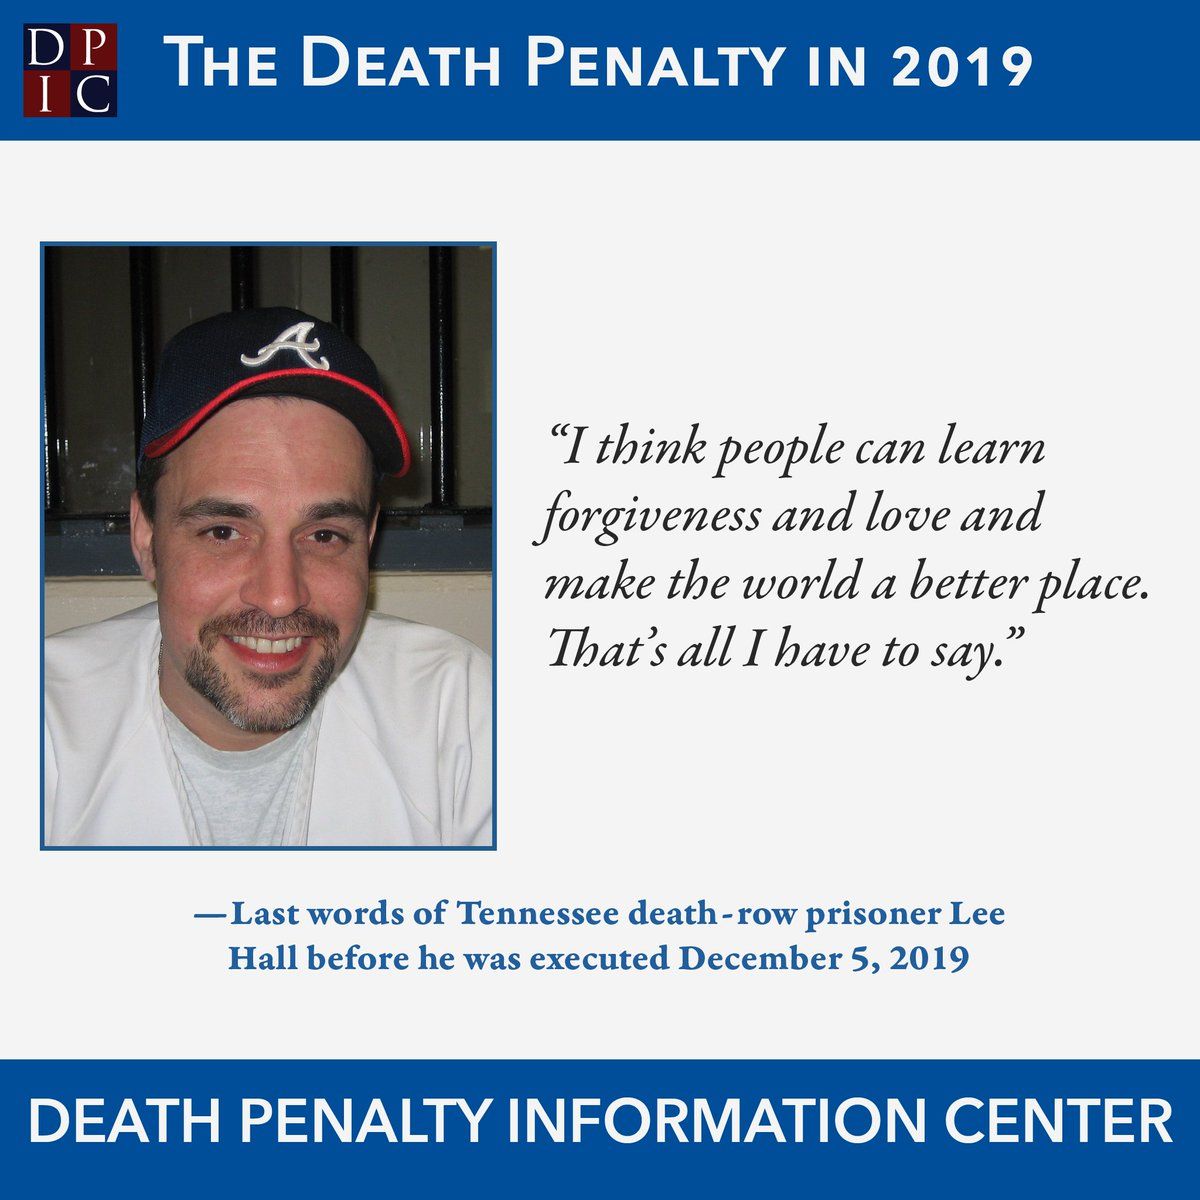 DP
IC
THE DEATH PENALTY IN 2019
A
“I think people can learn
forgiveness and love and
make the world a better place.
That’s all I have to say.”
—Last words of Tennessee death-row prisoner Lee
Hall before he was executed December 5, 2019
DEATH PENALTY INFORMATION CENTER